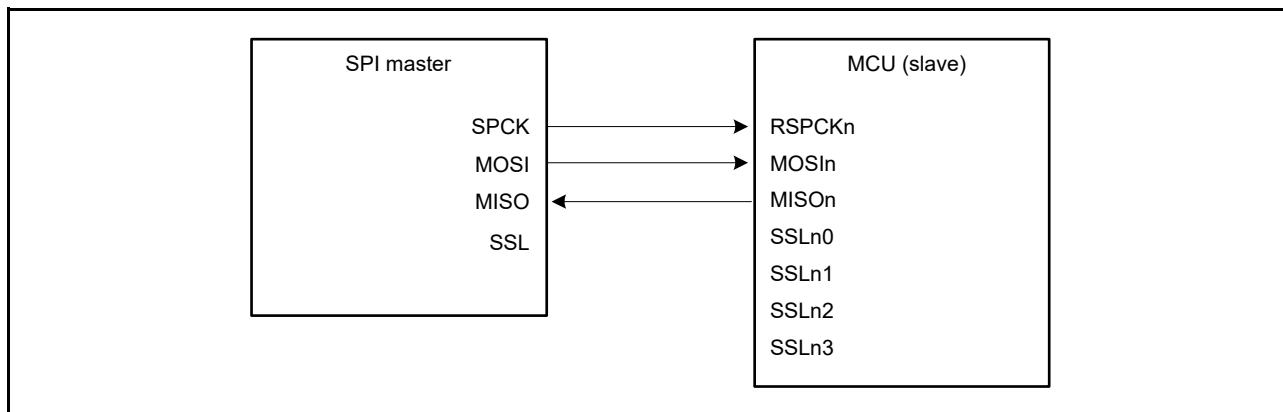 SPI master
SPCK
MOSI
MISO
SSL
MCU (slave)
RSPCKn
MOSIn
MISOn
SSLn0
SSLn1
SSLn2
SSLn3